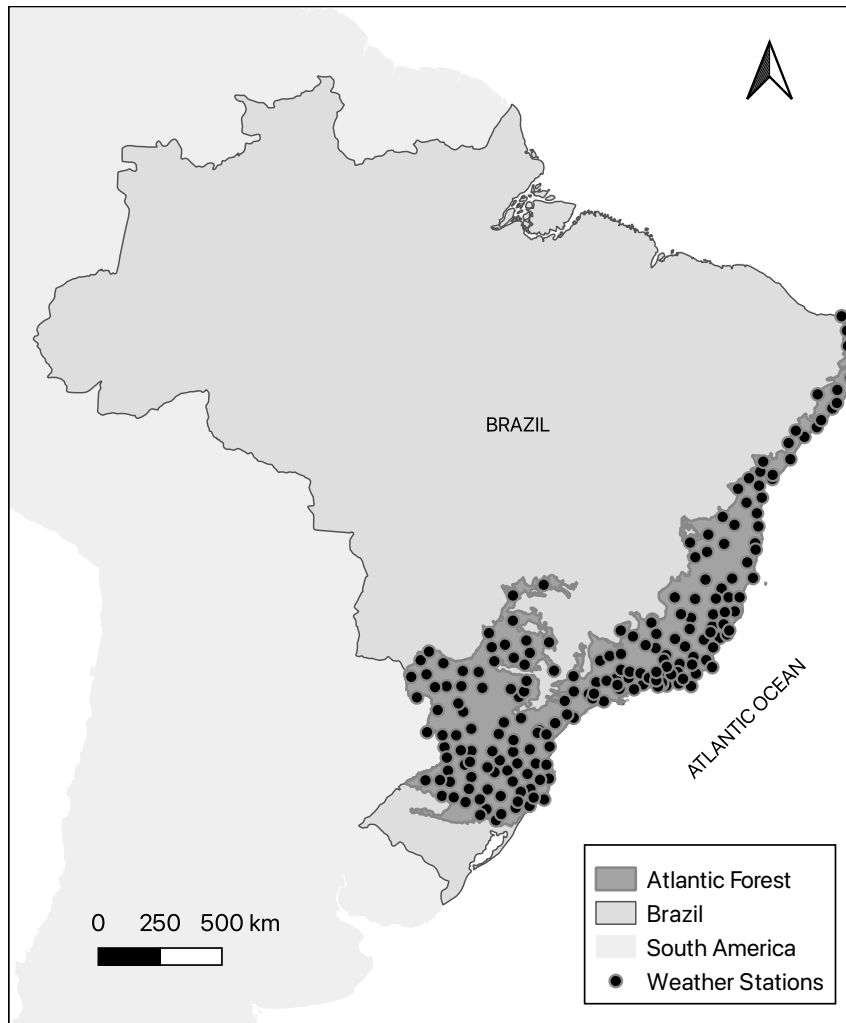 BRAZIL
ATLANTIC OCEAN
Atlantic Forest
Brazil
South America
Weather Stations
0 250 500 km